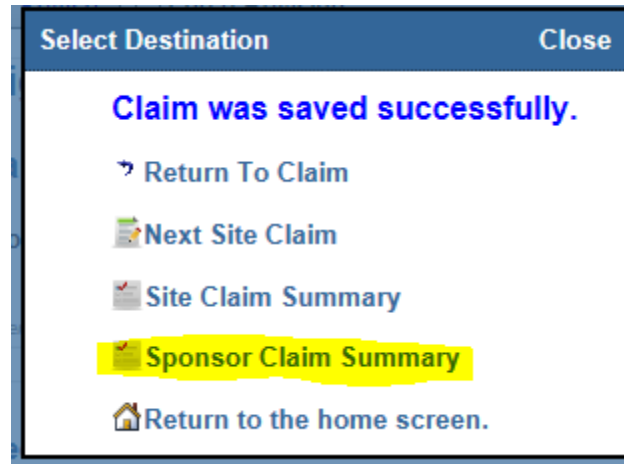 Select Destination Close
Claim was saved successfully.
Return To Claim
Next Site Claim
Site Claim Summary
Sponsor Claim Summary
Return to the home screen.